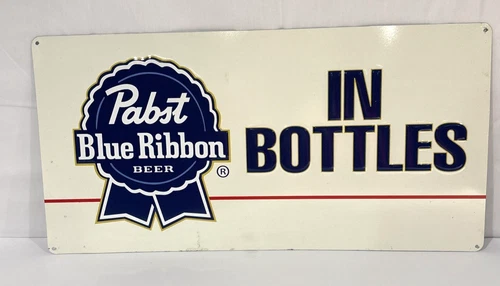 Pabst
Blue Ribbon
BEER
®
IN
BOTTLES